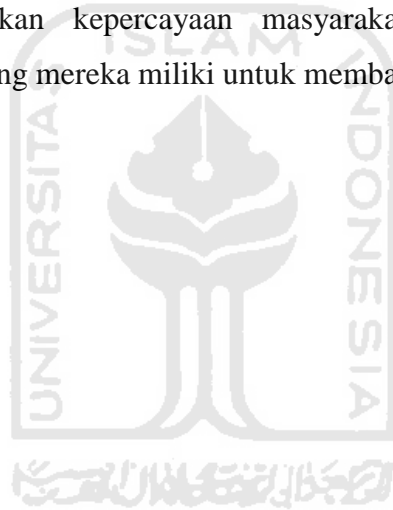 kan kepercayaan masyaraka
ng mereka miliki untuk memba
ISLAM
UNIVERSITAS
INDONESIA